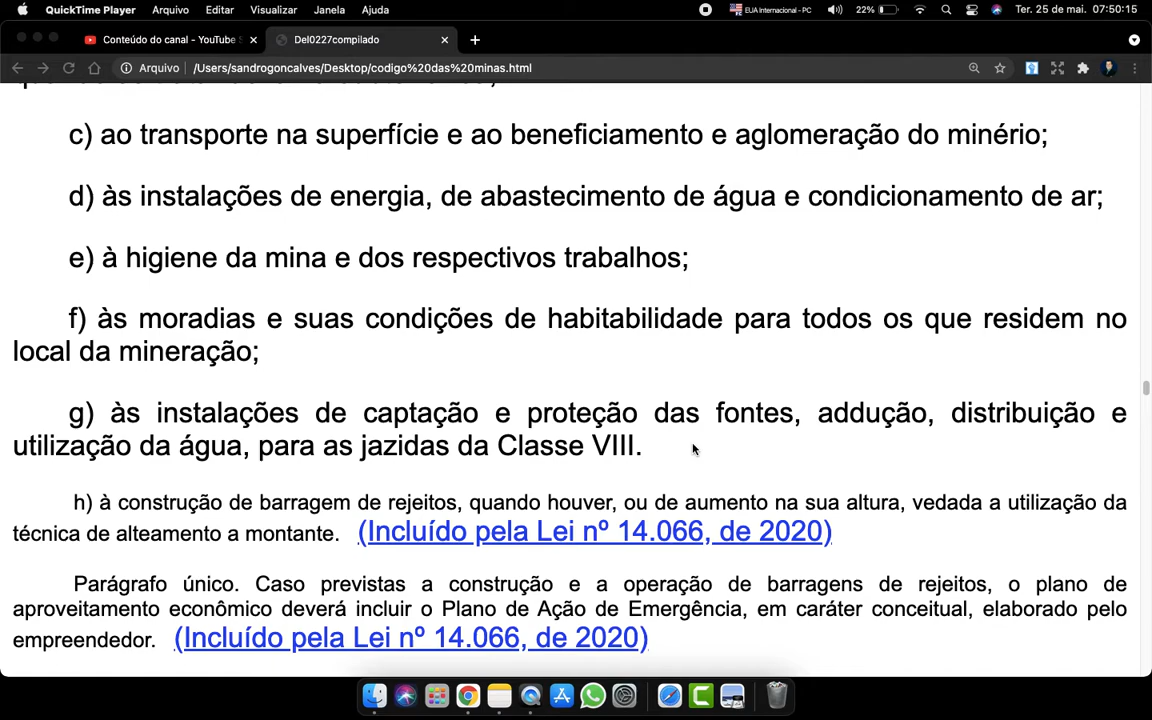 QuickTime Player Arquivo Editar Visualizar Janela Ajuda EUA Internacional - PC 22% Ter. 25 de mai. 07:50:15
Conteúdo do canal - YouTube Del0227compilado
Arquivo /Users/sandrogoncalves/Desktop/codigo%20das%20minas.html
c) ao transporte na superfície e ao beneficiamento e aglomeração do minério;
d) às instalações de energia, de abastecimento de água e condicionamento de ar;
e) à higiene da mina e dos respectivos trabalhos;
f) às moradias e suas condições de habitabilidade para todos os que residem no
local da mineração;
g) às instalações de captação e proteção das fontes, addução, distribuição e
utilização da água, para as jazidas da Classe VIII.
h) à construção de barragem de rejeitos, quando houver, ou de aumento na sua altura, vedada a utilização da
técnica de alteamento a montante. (Incluído pela Lei nº 14.066, de 2020)
Parágrafo único. Caso previstas a construção e a operação de barragens de rejeitos, o plano de
aproveitamento econômico deverá incluir o Plano de Ação de Emergência, em caráter conceitual, elaborado pelo
empreendedor. (Incluído pela Lei nº 14.066, de 2020)